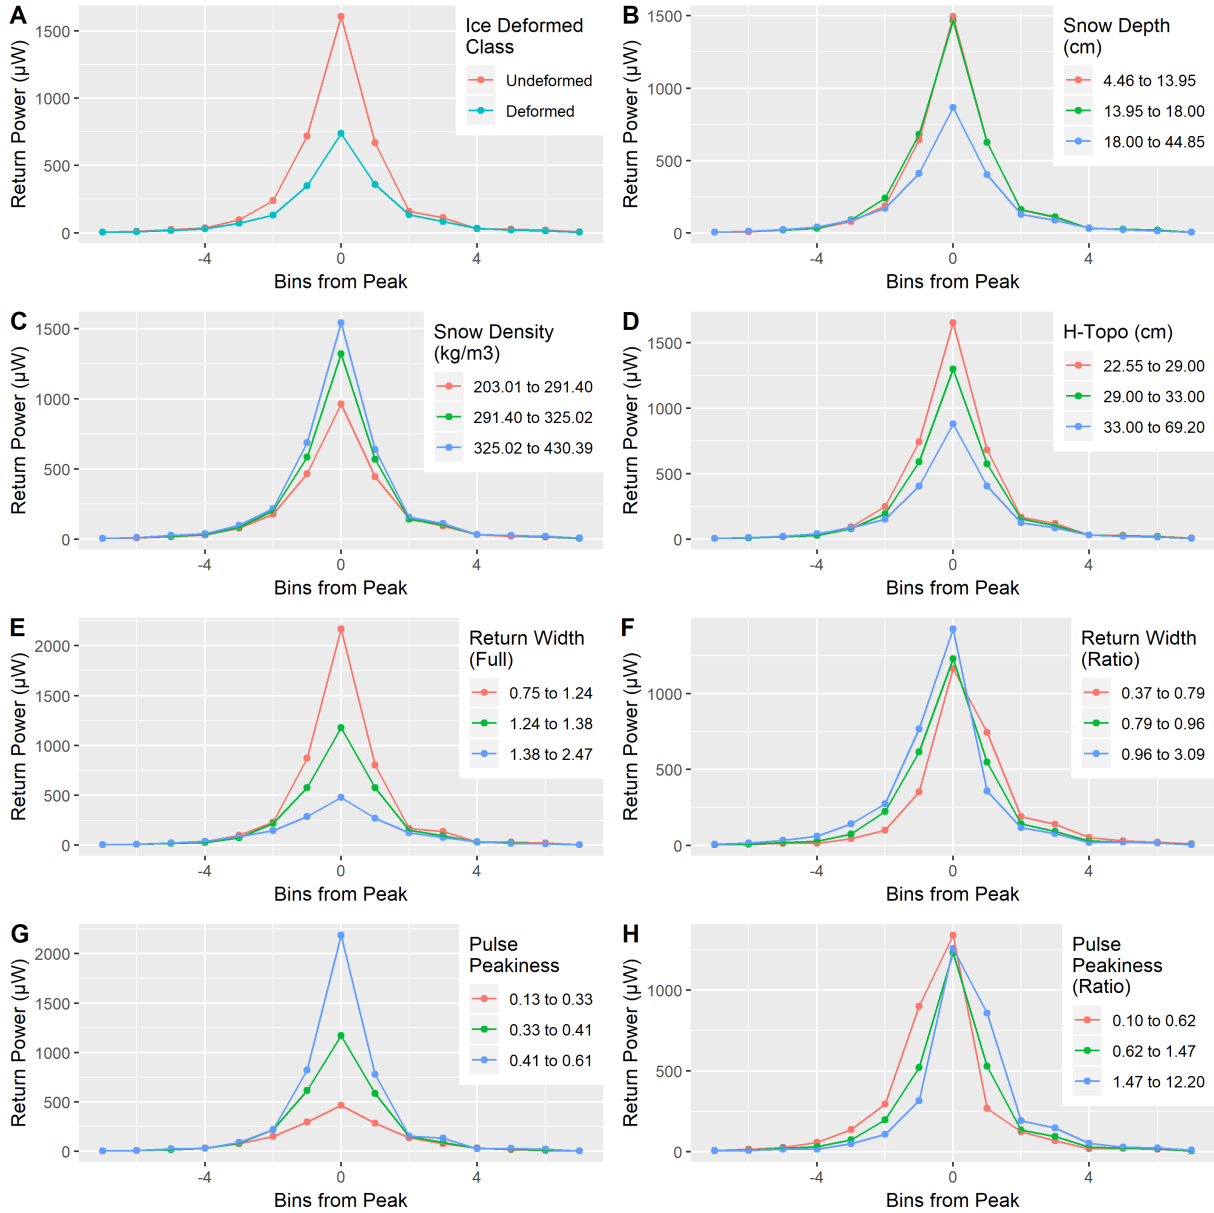 A
Return Power (µW)
1500
1000
500
0
-4
0
4
Bins from Peak
Ice Deformed
Class
Undeformed
Deformed
B
Return Power (µW)
1500
1000
500
0
-4
0
4
Bins from Peak
Snow Depth
(cm)
4.46 to 13.95
13.95 to 18.00
18.00 to 44.85
C
Return Power (µW)
1500
1000
500
0
-4
0
4
Bins from Peak
Snow Density
(kg/m3)
203.01 to 291.40
291.40 to 325.02
325.02 to 430.39
D
Return Power (µW)
1500
1000
500
0
-4
0
4
Bins from Peak
H-Topo (cm)
22.55 to 29.00
29.00 to 33.00
33.00 to 69.20
E
Return Power (µW)
2000
1500
1000
500
0
-4
0
4
Bins from Peak
Return Width
(Full)
0.75 to 1.24
1.24 to 1.38
1.38 to 2.47
F
Return Power (µW)
1000
500
0
-4
0
4
Bins from Peak
Return Width
(Ratio)
0.37 to 0.79
0.79 to 0.96
0.96 to 3.09
G
Return Power (µW)
2000
1500
1000
500
0
-4
0
4
Bins from Peak
Pulse
Peakiness
0.13 to 0.33
0.33 to 0.41
0.41 to 0.61
H
Return Power (µW)
1000
500
0
-4
0
4
Bins from Peak
Pulse
Peakiness
(Ratio)
0.10 to 0.62
0.62 to 1.47
1.47 to 12.20